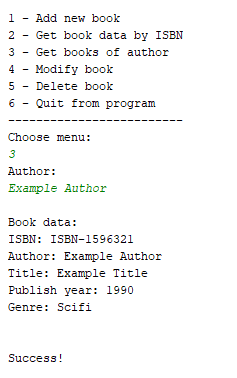 1 - Add new book
2 - Get book data by ISBN
3 - Get books of author
4 - Modify book
5 - Delete book
6 - Quit from program
-------------------------
Choose menu:
3
Author:
Example Author
Book data:
ISBN: ISBN-1596321
Author: Example Author
Title: Example Title
Publish year: 1990
Genre: Scifi
Success!